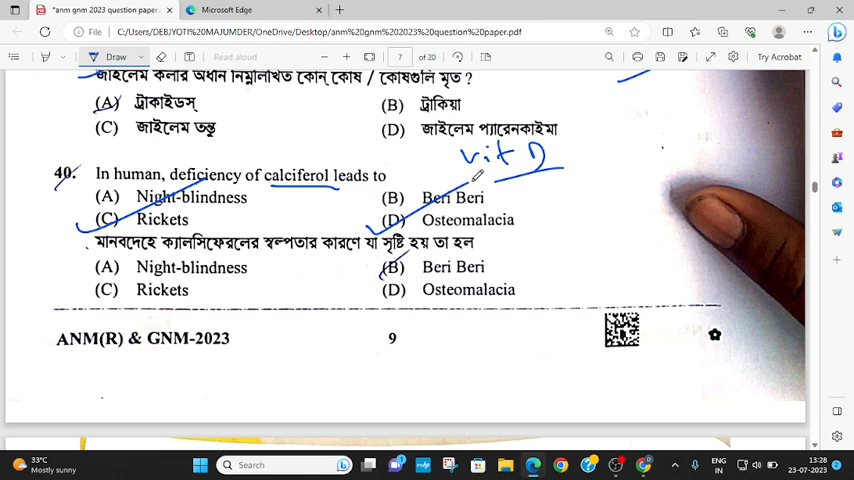 *anm gnm 2023 question paper.
Microsoft Edge
File
C:/Users/DEBJYOTI%20MAJUMDER/OneDrive/Desktop/anm%20gnm%202023%20question%20paper.pdf
Draw
Read aloud
7 of 20
Try Acrobat
জাইলেম কলার অধীন নিম্নলিখিত কোন্ কোষ / কোষগুলি মৃত ?
(A) ট্রাকাইডস্ (B) ট্রাকিয়া
(C) জাইলেম তন্তু (D) জাইলেম প্যারেনকাইমা
vit D
40. In human, deficiency of calciferol leads to
(A) Night-blindness (B) Beri Beri
(C) Rickets (D) Osteomalacia
মানবদেহে ক্যালসিফেরলের স্বল্পতার কারণে যা সৃষ্টি হয় তা হল
(A) Night-blindness (B) Beri Beri
(C) Rickets (D) Osteomalacia
ANM(R) & GNM-2023 9
33°C
Mostly sunny
Search
ENG
IN
13:28
23-07-2023